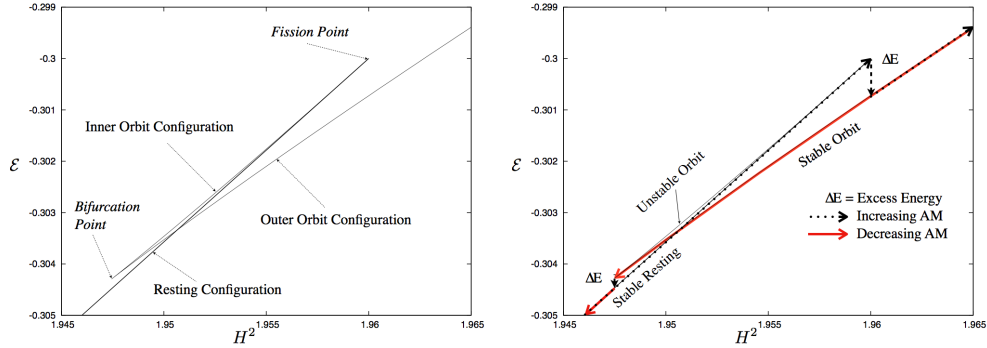 -0.299
-0.3
-0.301
-0.302
-0.303
-0.304
-0.305
ℰ
Fission Point
Inner Orbit Configuration
Bifurcation
Point
Outer Orbit Configuration
Resting Configuration
1.945
1.95
1.955
1.96
1.965
H²
-0.299
-0.3
-0.301
-0.302
-0.303
-0.304
-0.305
ℰ
ΔE
Stable Orbit
Unstable Orbit
ΔE = Excess Energy
Increasing AM
Decreasing AM
ΔE
Stable Resting
1.945
1.95
1.955
1.96
1.965
H²